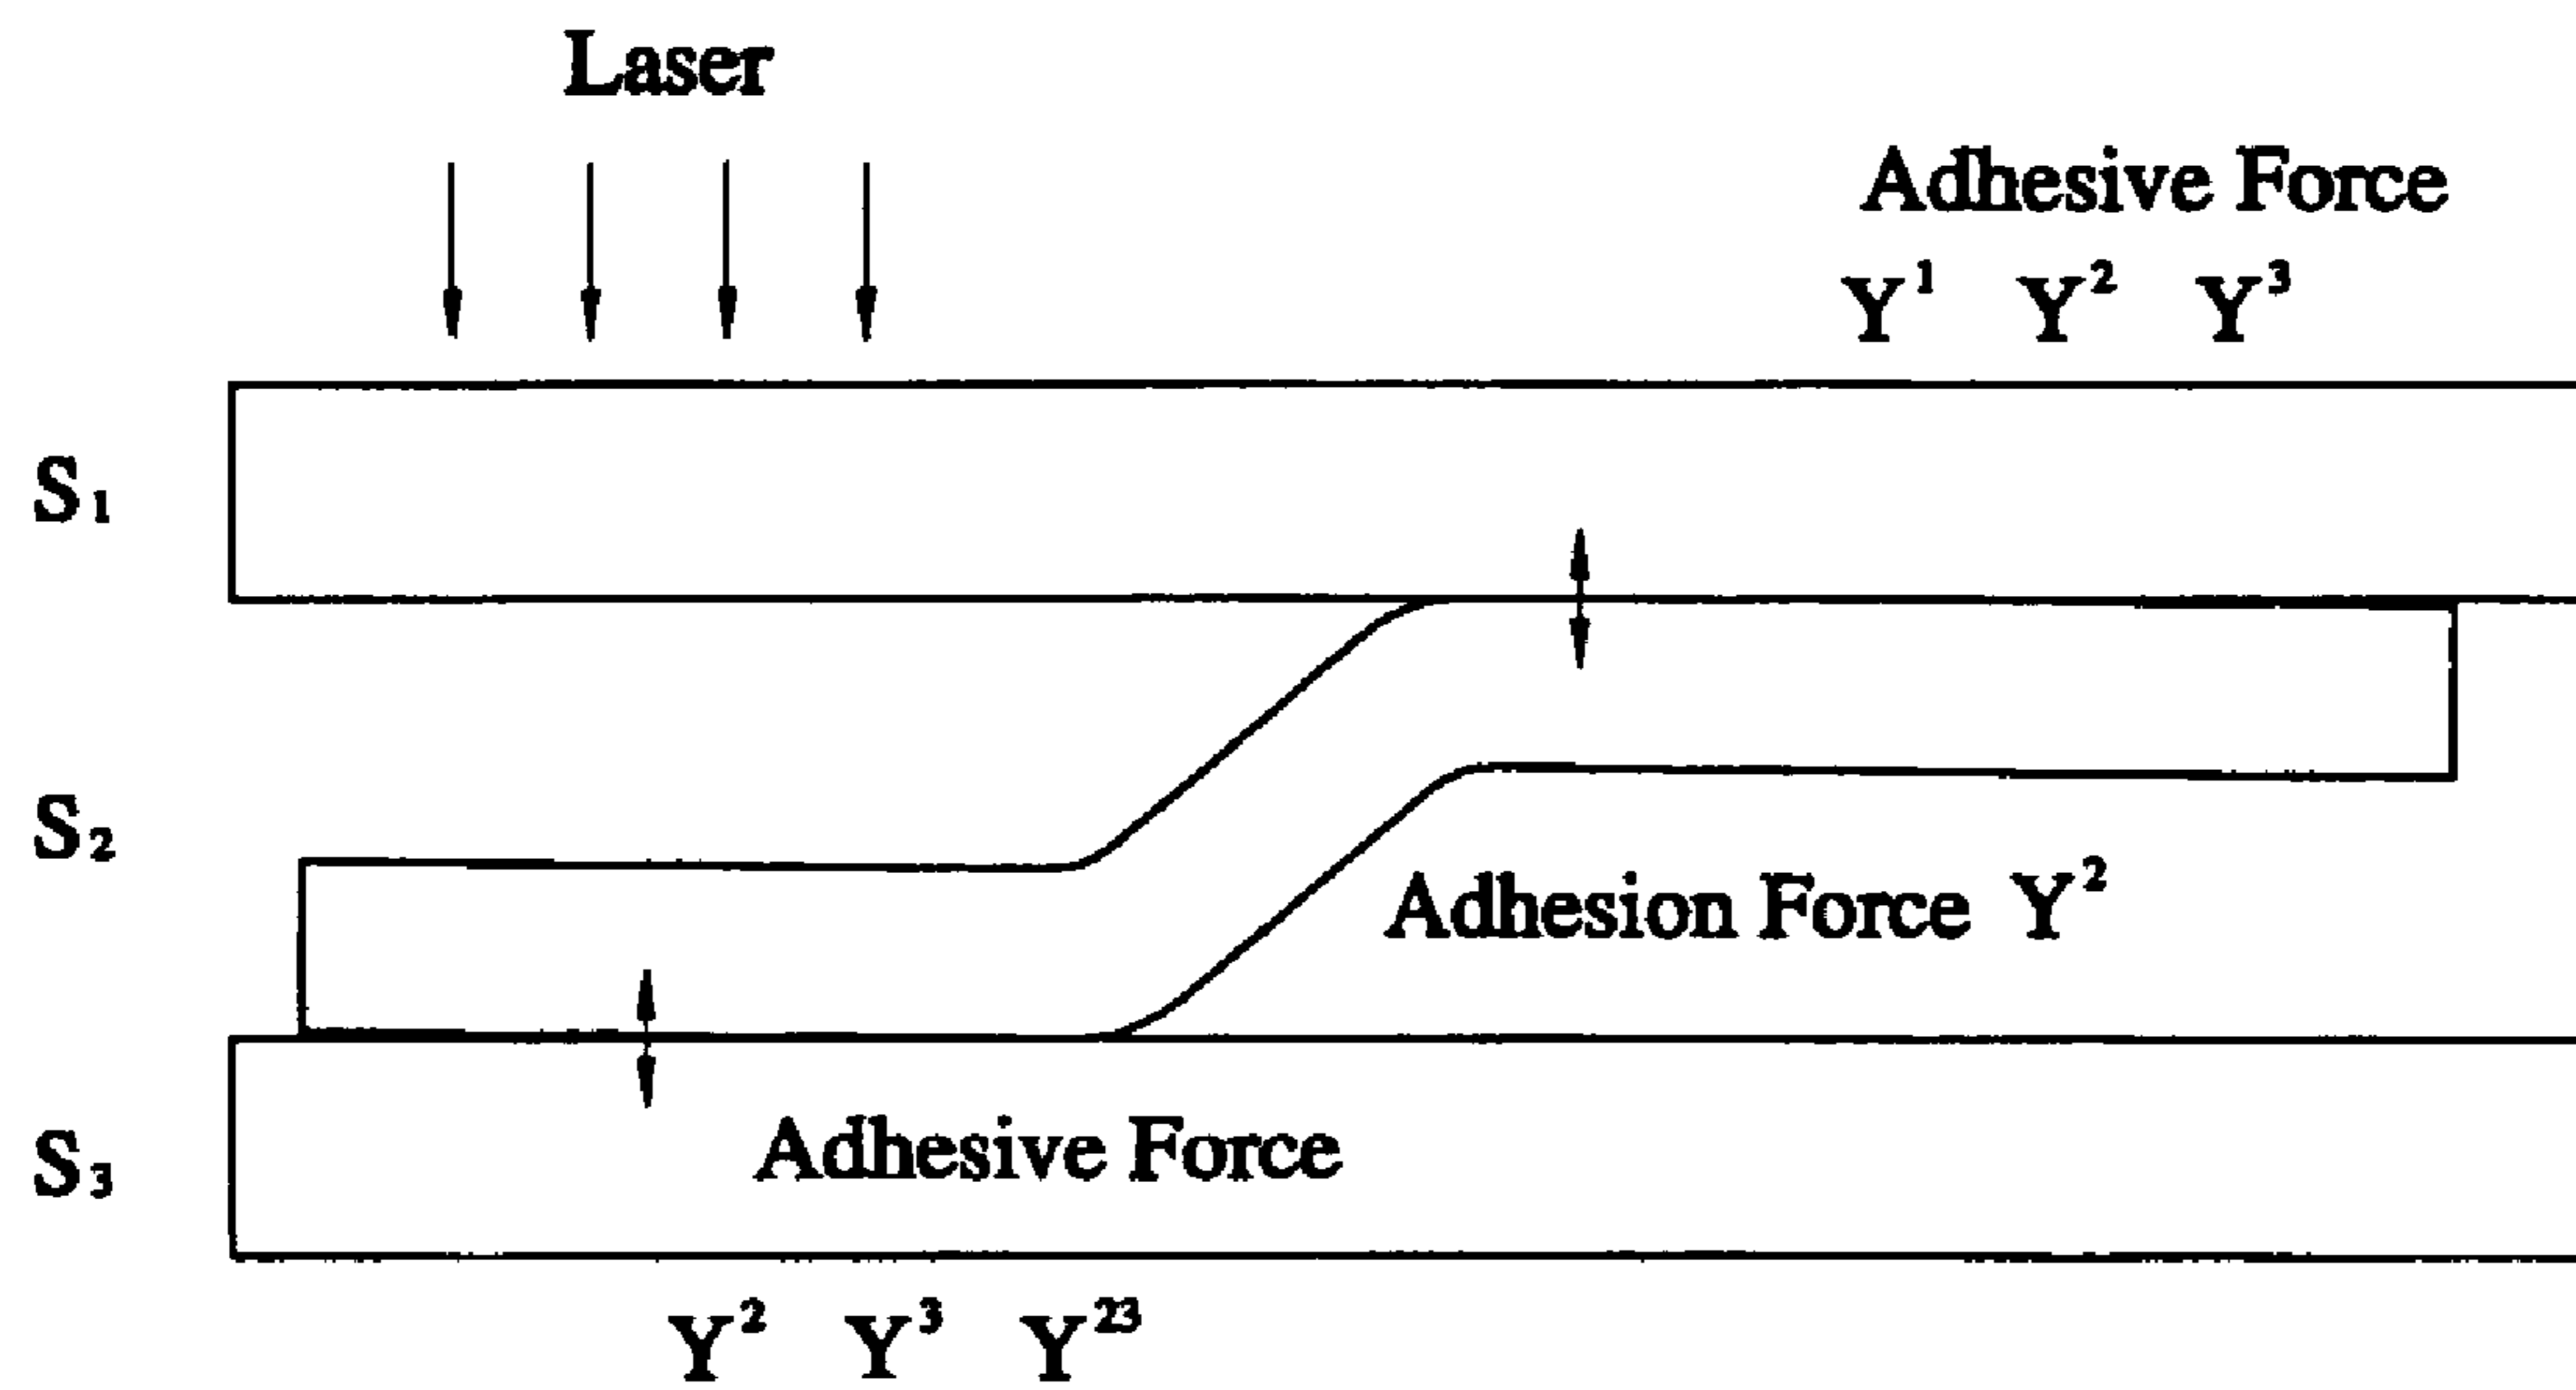 Laser
Adhesive Force
Y¹ Y² Y³
S₁
S₂
Adhesion Force Y²
S₃
Adhesive Force
Y² Y³ Y²³